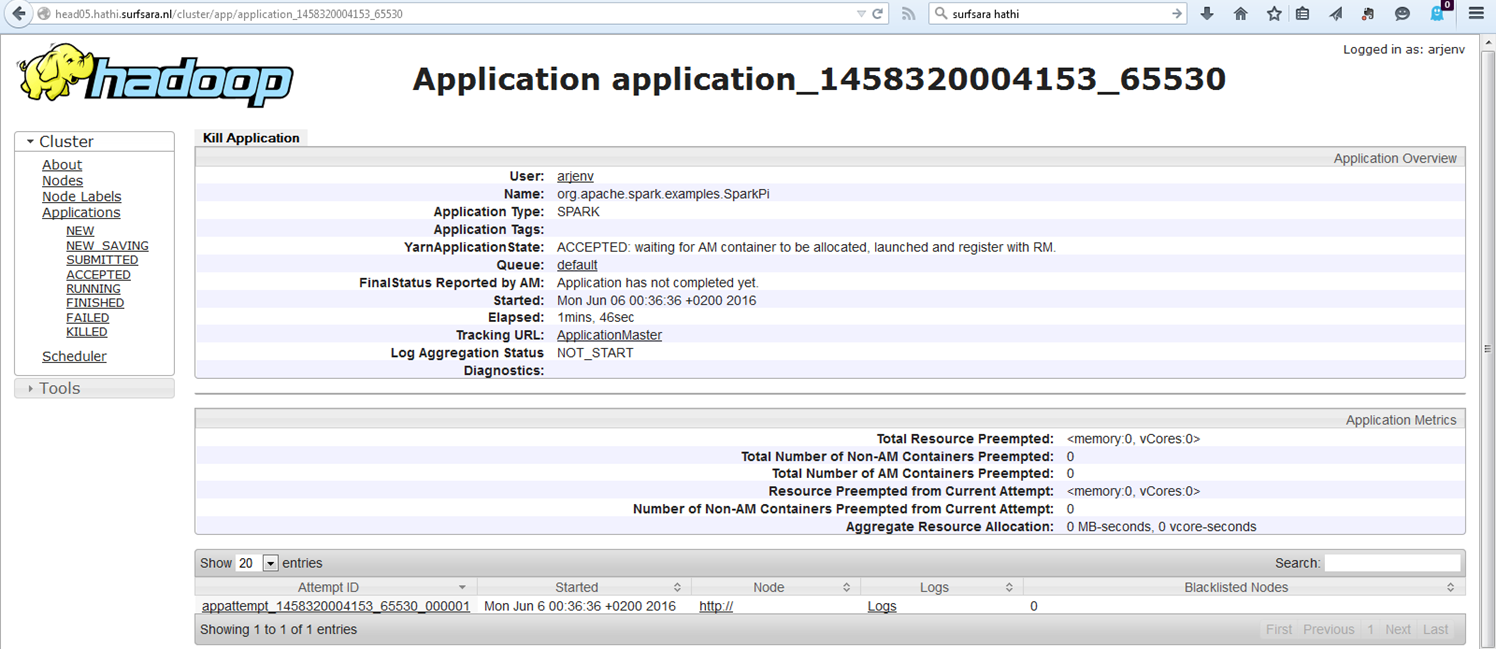 head05.hathi.surfsara.nl/cluster/app/application_1458320004153_65530
surfsara hathi
0
Logged in as: arjenv
hadoop
Application application_1458320004153_65530
Cluster
About
Nodes
Node Labels
Applications
NEW
NEW_SAVING
SUBMITTED
ACCEPTED
RUNNING
FINISHED
FAILED
KILLED
Scheduler
Tools
Kill Application
Application Overview
User: arjenv
Name: org.apache.spark.examples.SparkPi
Application Type: SPARK
Application Tags:
YarnApplicationState: ACCEPTED: waiting for AM container to be allocated, launched and register with RM.
Queue: default
FinalStatus Reported by AM: Application has not completed yet.
Started: Mon Jun 06 00:36:36 +0200 2016
Elapsed: 1mins, 46sec
Tracking URL: ApplicationMaster
Log Aggregation Status NOT_START
Diagnostics:
Application Metrics
Total Resource Preempted: <memory:0, vCores:0>
Total Number of Non-AM Containers Preempted: 0
Total Number of AM Containers Preempted: 0
Resource Preempted from Current Attempt: <memory:0, vCores:0>
Number of Non-AM Containers Preempted from Current Attempt: 0
Aggregate Resource Allocation: 0 MB-seconds, 0 vcore-seconds
Show 20 entries Search:
Attempt ID Started Node Logs Blacklisted Nodes
appattempt_1458320004153_65530_000001 Mon Jun 6 00:36:36 +0200 2016 http:// Logs 0
Showing 1 to 1 of 1 entries First Previous 1 Next Last